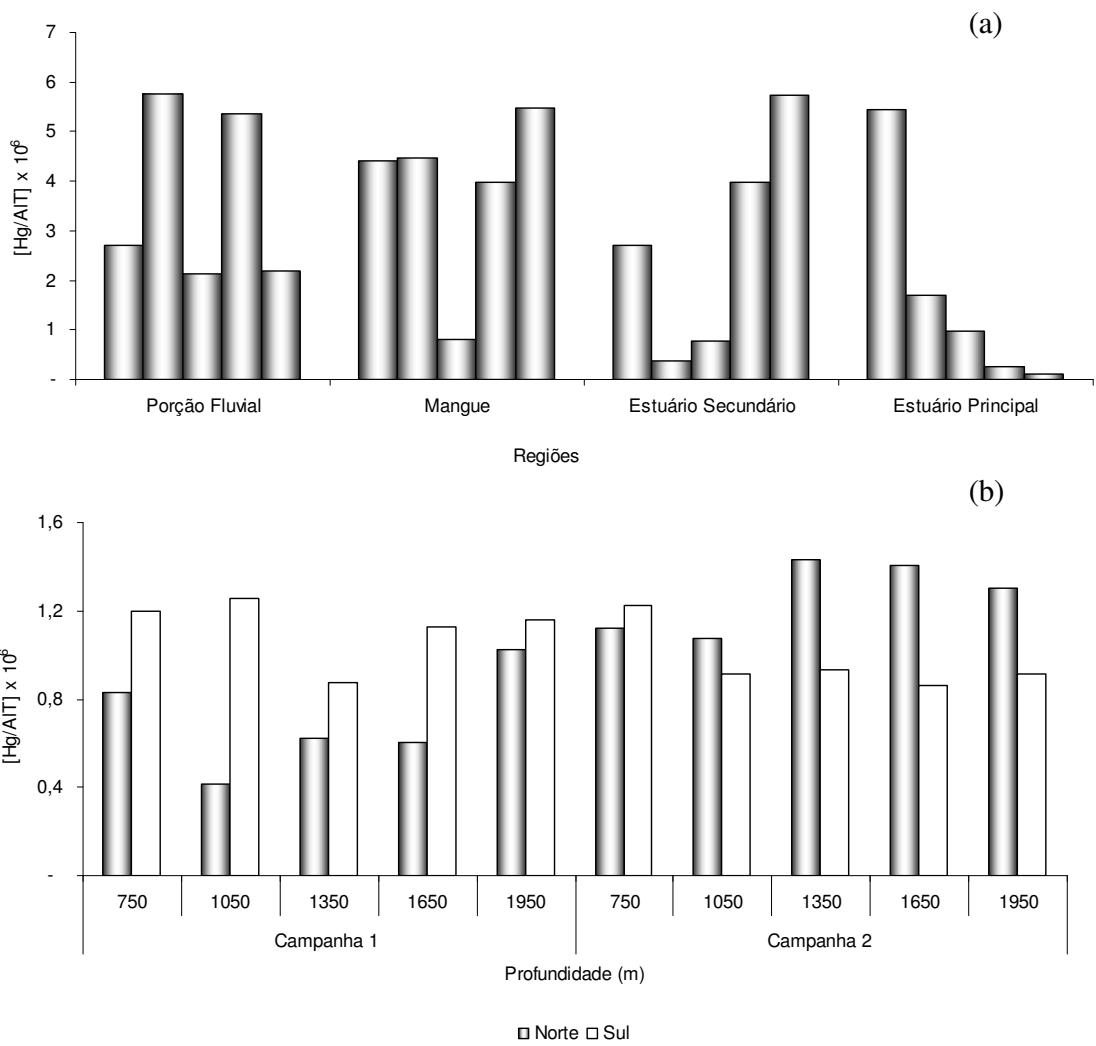 (a)
7
6
5
4
3
2
1
-
[Hg/AlT] x 10⁶
Porção Fluvial Mangue Estuário Secundário Estuário Principal
Regiões
(b)
1,6
1,2
0,8
0,4
-
[Hg/AlT] x 10⁶
750 1050 1350 1650 1950 750 1050 1350 1650 1950
Campanha 1 Campanha 2
Profundidade (m)
Norte Sul